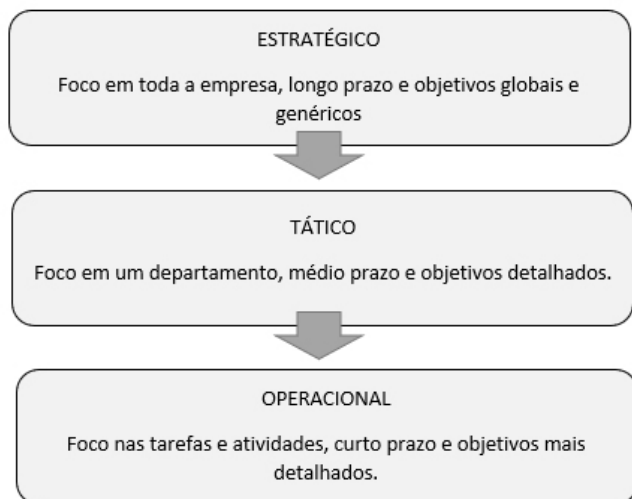 ESTRATÉGICO
Foco em toda a empresa, longo prazo e objetivos globais e
genéricos
TÁTICO
Foco em um departamento, médio prazo e objetivos detalhados.
OPERACIONAL
Foco nas tarefas e atividades, curto prazo e objetivos mais
detalhados.